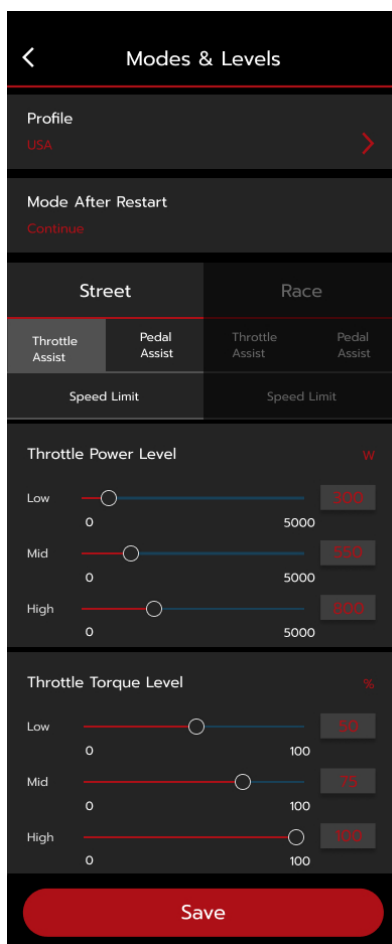 Modes & Levels
Profile
USA
Mode After Restart
Continue
Street Race
Throttle Assist Pedal Assist Throttle Assist Pedal Assist
Speed Limit Speed Limit
Throttle Power Level W
Low 300
0 5000
Mid 550
0 5000
High 800
0 5000
Throttle Torque Level %
Low 50
0 100
Mid 75
0 100
High 100
0 100
Save